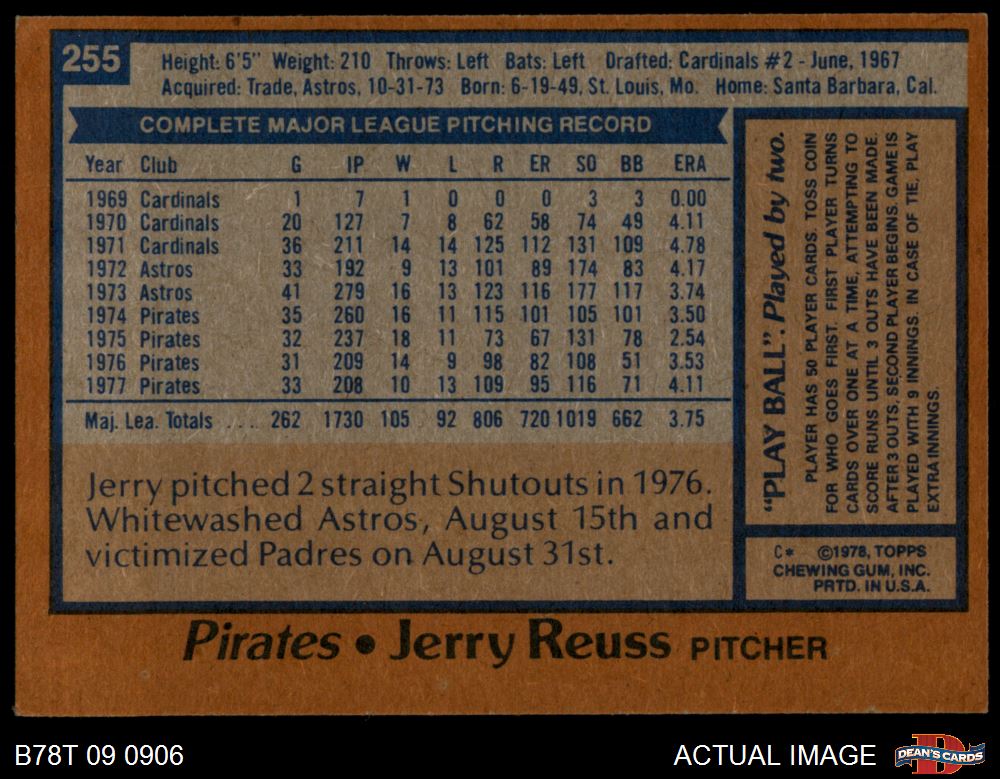 255
Height: 6'5" Weight: 210 Throws: Left Bats: Left Drafted: Cardinals #2 - June, 1967
Acquired: Trade, Astros, 10-31-73 Born: 6-19-49, St. Louis, Mo. Home: Santa Barbara, Cal.
COMPLETE MAJOR LEAGUE PITCHING RECORD
Year Club G IP W L R ER SO BB ERA
1969 Cardinals 1 7 1 0 0 0 3 3 0.00
1970 Cardinals 20 127 7 8 62 58 74 49 4.11
1971 Cardinals 36 211 14 14 125 112 131 109 4.78
1972 Astros 33 192 9 13 101 89 174 83 4.17
1973 Astros 41 279 16 13 123 116 177 117 3.74
1974 Pirates 35 260 16 11 115 101 105 101 3.50
1975 Pirates 32 237 18 11 73 67 131 78 2.54
1976 Pirates 31 209 14 9 98 82 108 51 3.53
1977 Pirates 33 208 10 13 109 95 116 71 4.11
Maj. Lea. Totals .... 262 1730 105 92 806 720 1019 662 3.75
Jerry pitched 2 straight Shutouts in 1976.
Whitewashed Astros, August 15th and
victimized Padres on August 31st.
"PLAY BALL". Played by two.
PLAYER HAS 50 PLAYER CARDS. TOSS COIN
FOR WHO GOES FIRST. FIRST PLAYER TURNS
CARDS OVER ONE AT A TIME, ATTEMPTING TO
SCORE RUNS UNTIL 3 OUTS HAVE BEEN MADE.
AFTER 3 OUTS, SECOND PLAYER BEGINS. GAME IS
PLAYED WITH 9 INNINGS. IN CASE OF TIE, PLAY
EXTRA INNINGS.
C* ©1978, TOPPS
CHEWING GUM, INC.
PRTD. IN U.S.A.
Pirates • Jerry Reuss PITCHER
B78T 09 0906
ACTUAL IMAGE
DEAN'S CARDS